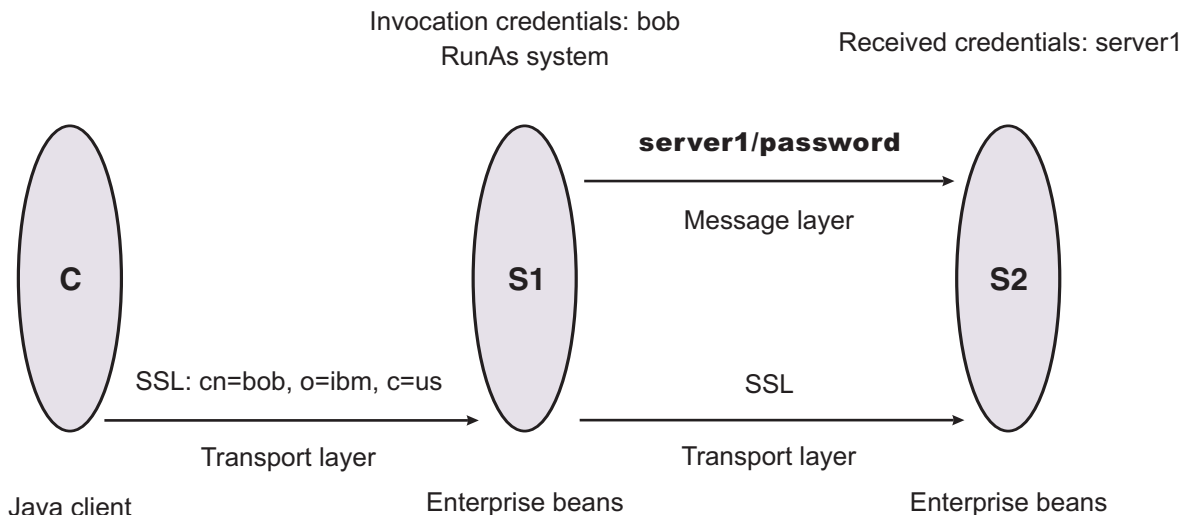 Invocation credentials: bob
RunAs system
Received credentials: server1
server1/password
Message layer
C
S1
S2
SSL: cn=bob, o=ibm, c=us
SSL
Transport layer
Transport layer
Java client
Enterprise beans
Enterprise beans